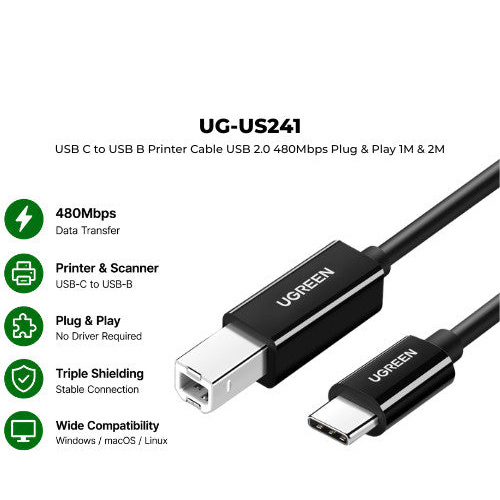 UG-US241
USB C to USB B Printer Cable USB 2.0 480Mbps Plug & Play 1M & 2M
480Mbps
Data Transfer
Printer & Scanner
USB-C to USB-B
Plug & Play
No Driver Required
Triple Shielding
Stable Connection
Wide Compatibility
Windows / macOS / Linux
UGREEN
UGREEN